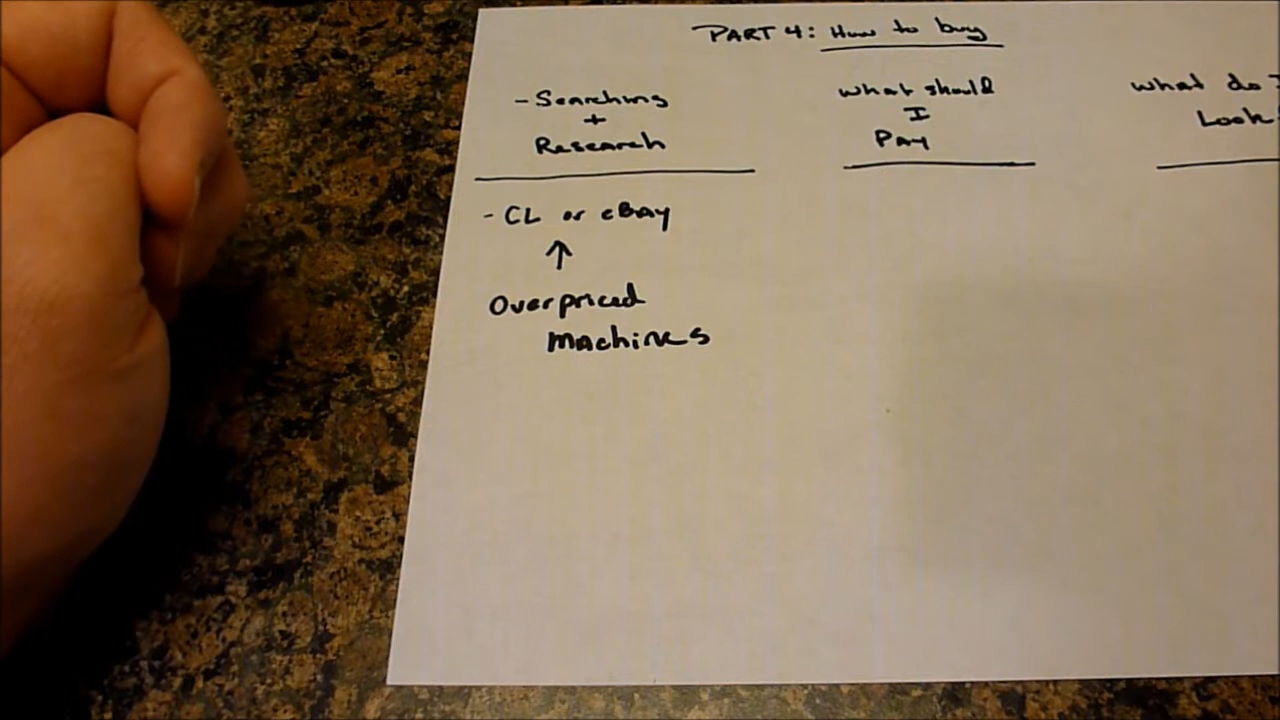 PART 4: How to buy
- Searching
+
Research
what should
I
Pay
what do
Look
- CL or eBay
↑
Overpriced
machines